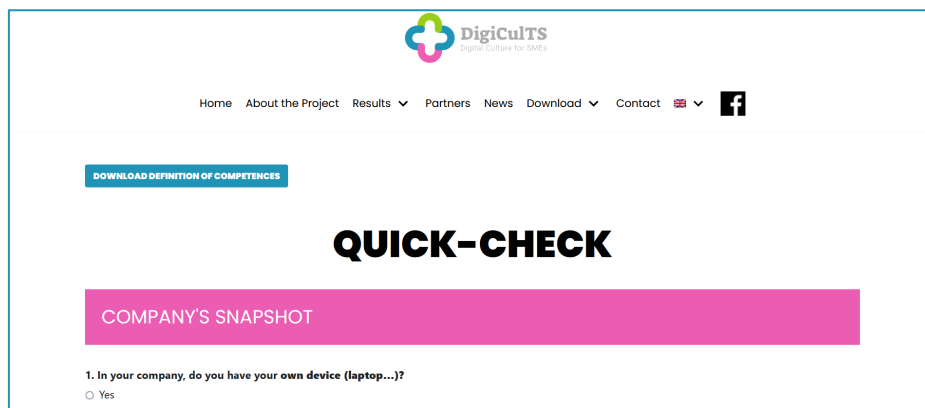 DigiCulTS
Digital Culture for SMEs
Home About the Project Results Partners News Download Contact
DOWNLOAD DEFINITION OF COMPETENCES
QUICK-CHECK
COMPANY'S SNAPSHOT
1. In your company, do you have your own device (laptop...)?
Yes